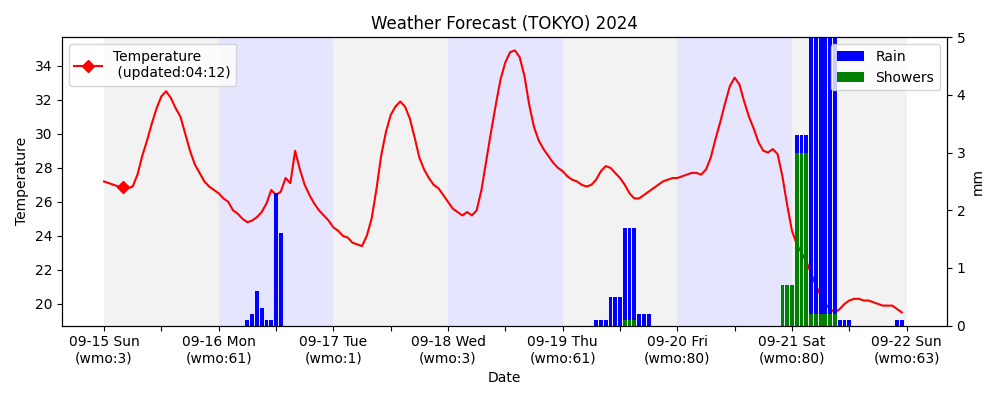 Weather Forecast (TOKYO) 2024
Temperature
(updated:04:12)
Rain
Showers
34
32
30
28
26
24
22
20
Temperature
5
4
3
2
1
0
mm
09-15 Sun
(wmo:3)
09-16 Mon
(wmo:61)
09-17 Tue
(wmo:1)
09-18 Wed
(wmo:3)
09-19 Thu
(wmo:61)
09-20 Fri
(wmo:80)
09-21 Sat
(wmo:80)
09-22 Sun
(wmo:63)
Date